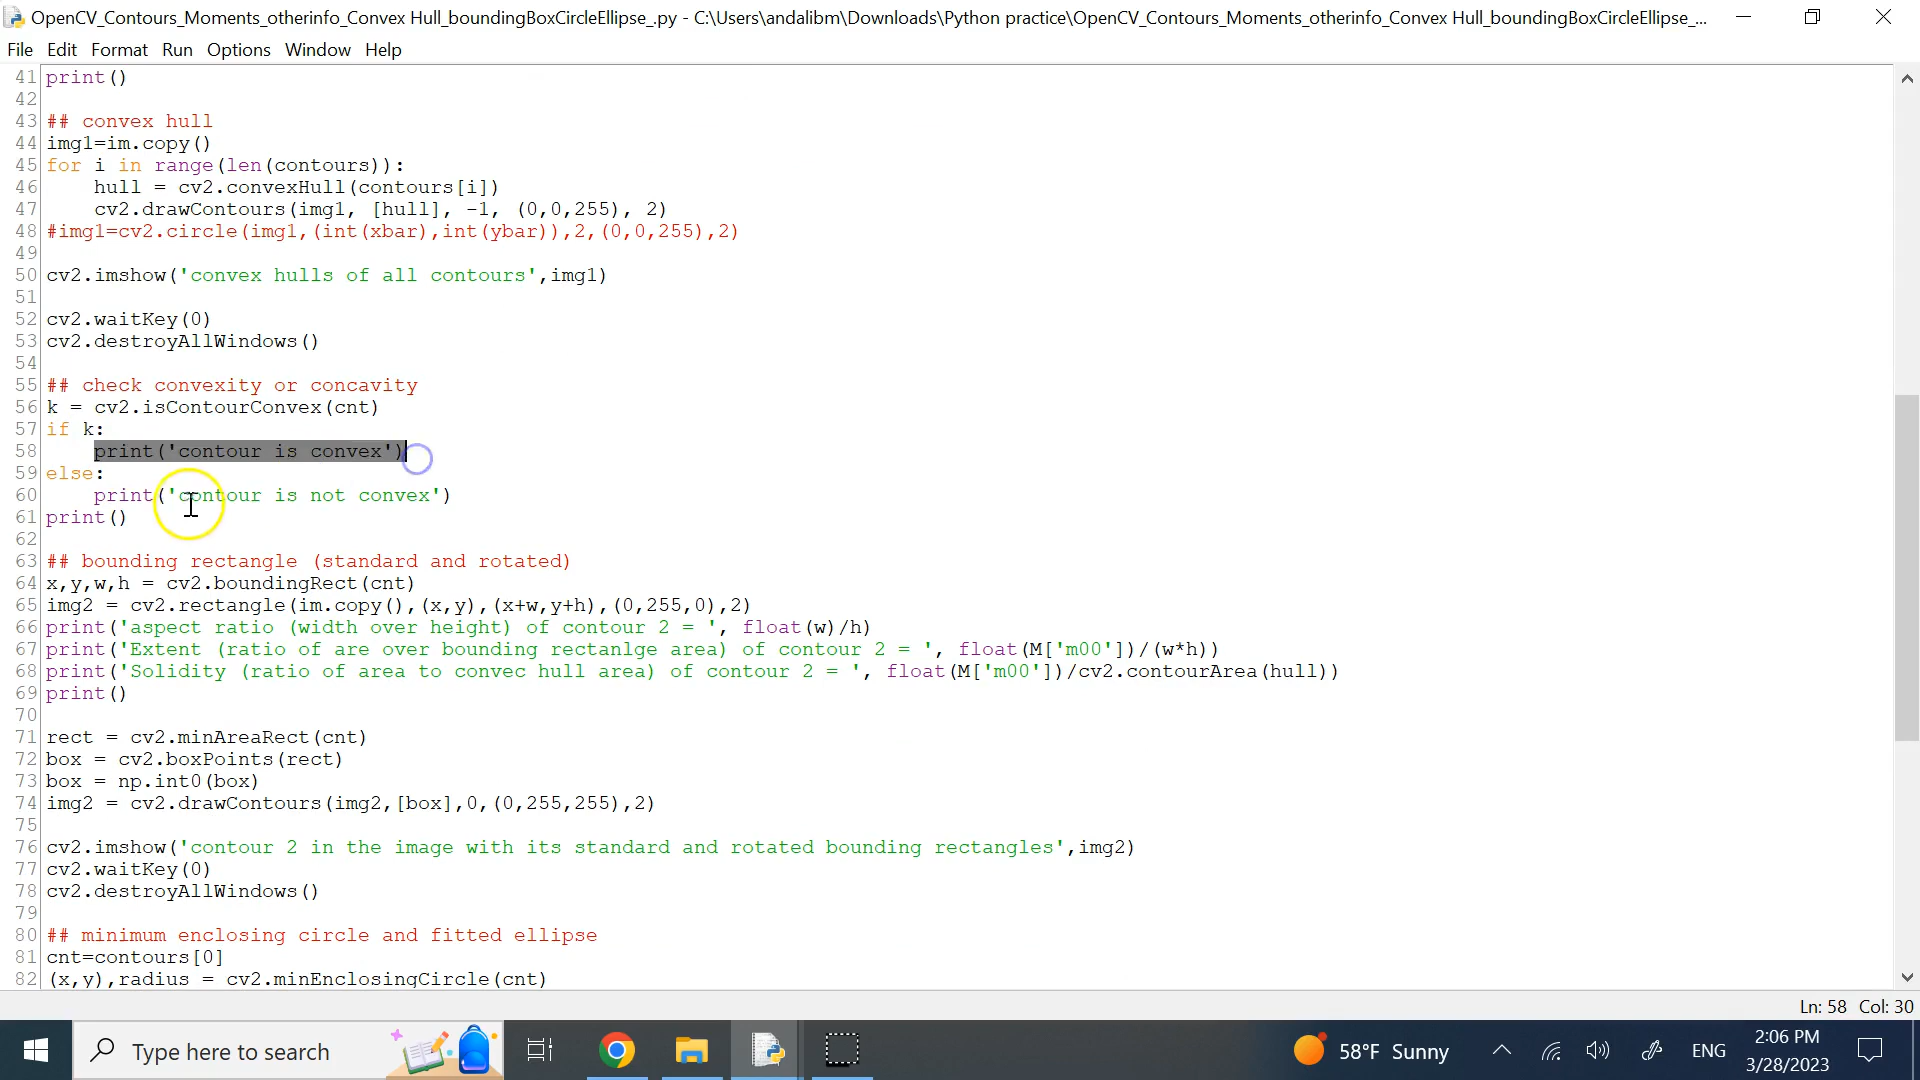 OpenCV_Contours_Moments_otherinfo_Convex Hull_boundingBoxCircleEllipse_.py - C:\Users\andalibm\Downloads\Python practice\OpenCV_Contours_Moments_otherinfo_Convex Hull_boundingBoxCircleEllipse_...
File Edit Format Run Options Window Help
41 print()
42
43 ## convex hull
44 img1=im.copy()
45 for i in range(len(contours)):
46     hull = cv2.convexHull(contours[i])
47     cv2.drawContours(img1, [hull], -1, (0,0,255), 2)
48 #img1=cv2.circle(img1,(int(xbar),int(ybar)),2,(0,0,255),2)
49
50 cv2.imshow('convex hulls of all contours',img1)
51
52 cv2.waitKey(0)
53 cv2.destroyAllWindows()
54
55 ## check convexity or concavity
56 k = cv2.isContourConvex(cnt)
57 if k:
58     print('contour is convex')
59 else:
60     print('contour is not convex')
61 print()
62
63 ## bounding rectangle (standard and rotated)
64 x,y,w,h = cv2.boundingRect(cnt)
65 img2 = cv2.rectangle(im.copy(),(x,y),(x+w,y+h),(0,255,0),2)
66 print('aspect ratio (width over height) of contour 2 = ', float(w)/h)
67 print('Extent (ratio of are over bounding rectanlge area) of contour 2 = ', float(M['m00'])/(w*h))
68 print('Solidity (ratio of area to convec hull area) of contour 2 = ', float(M['m00'])/cv2.contourArea(hull))
69 print()
70
71 rect = cv2.minAreaRect(cnt)
72 box = cv2.boxPoints(rect)
73 box = np.int0(box)
74 img2 = cv2.drawContours(img2,[box],0,(0,255,255),2)
75
76 cv2.imshow('contour 2 in the image with its standard and rotated bounding rectangles',img2)
77 cv2.waitKey(0)
78 cv2.destroyAllWindows()
79
80 ## minimum enclosing circle and fitted ellipse
81 cnt=contours[0]
82 (x,y),radius = cv2.minEnclosingCircle(cnt)
Ln: 58 Col: 30
Type here to search
58°F Sunny
ENG
2:06 PM
3/28/2023